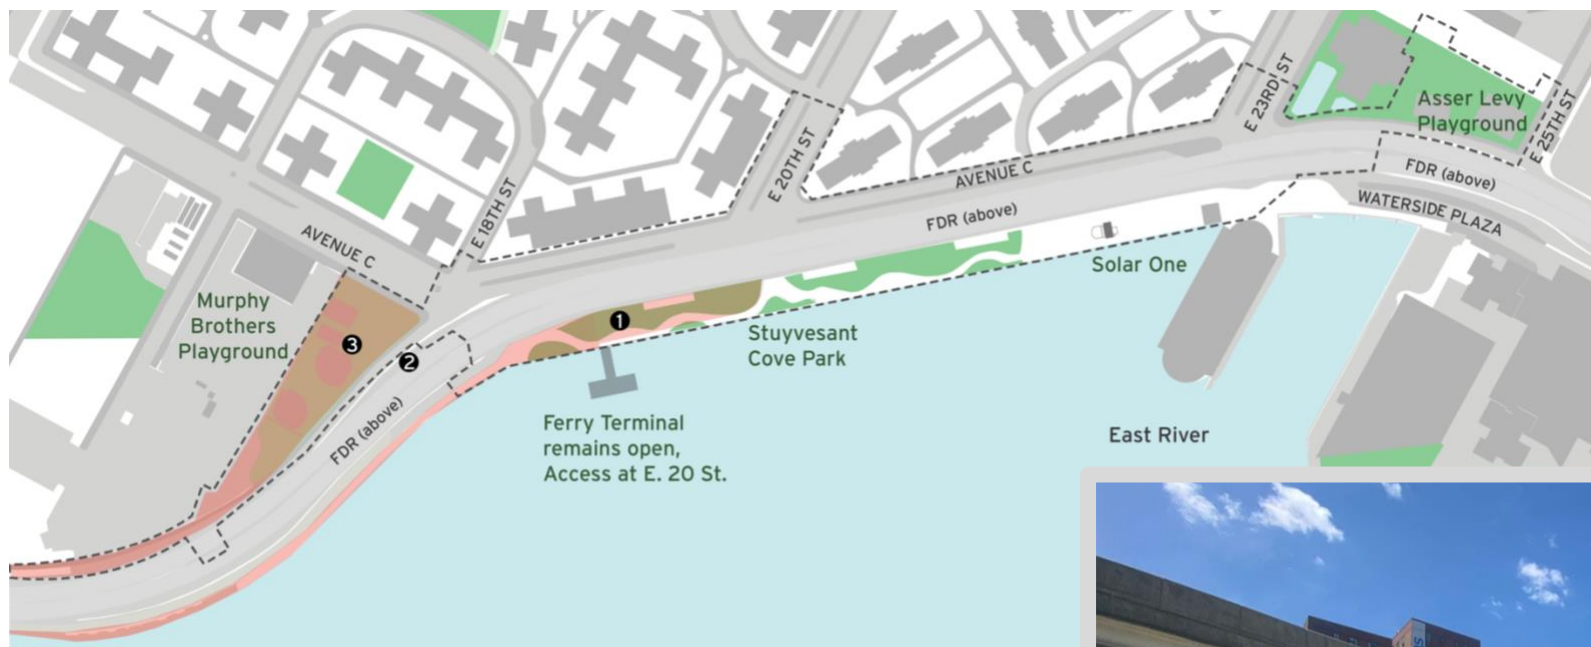 Asser Levy
Playground
E 23RD ST
E 25TH ST
E 20TH ST
AVENUE C
FDR (above)
FDR (above)
WATERSIDE PLAZA
E 18TH ST
AVENUE C
Solar One
Murphy
Brothers
Playground
1
2
3
Stuyvesant
Cove Park
FDR (above)
Ferry Terminal
remains open,
Access at E. 20 St.
East River